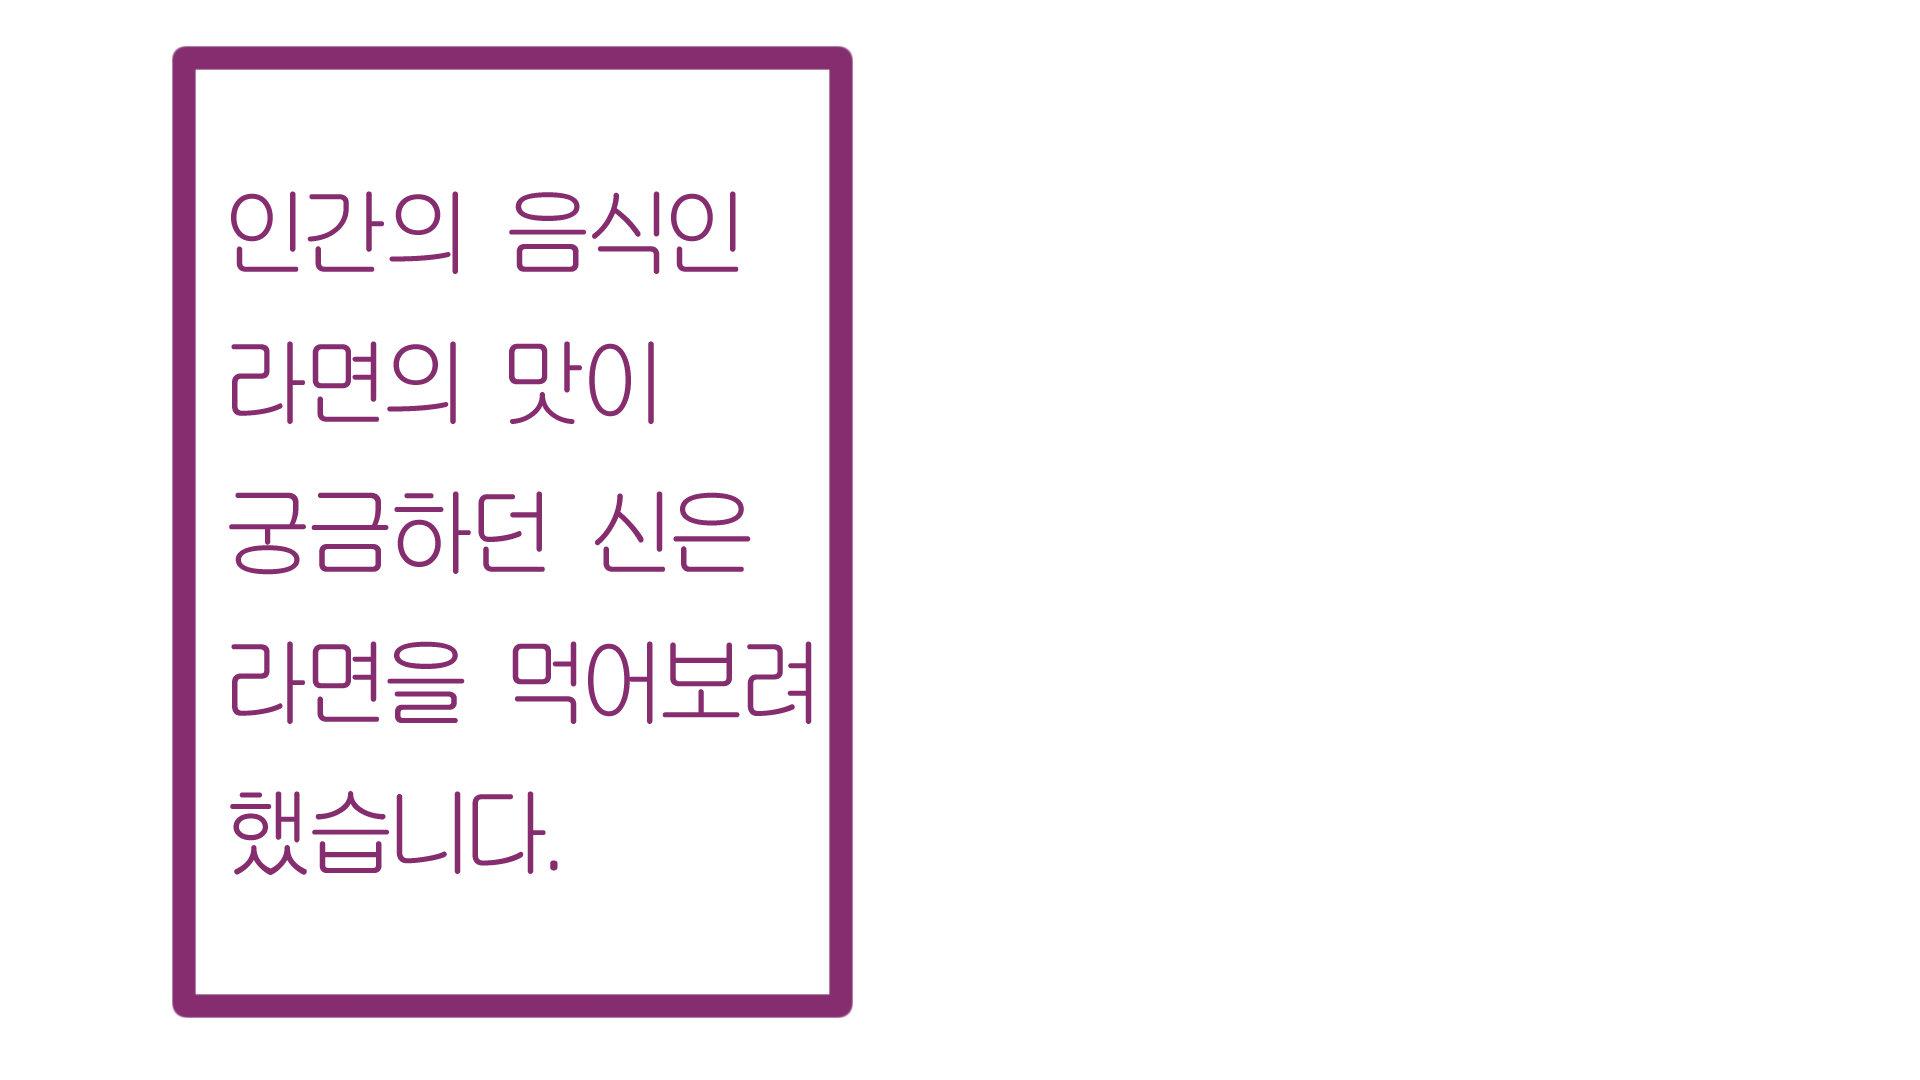 인간의 음식인
라면의 맛이
궁금하던 신은
라면을 먹어보려
했습니다.